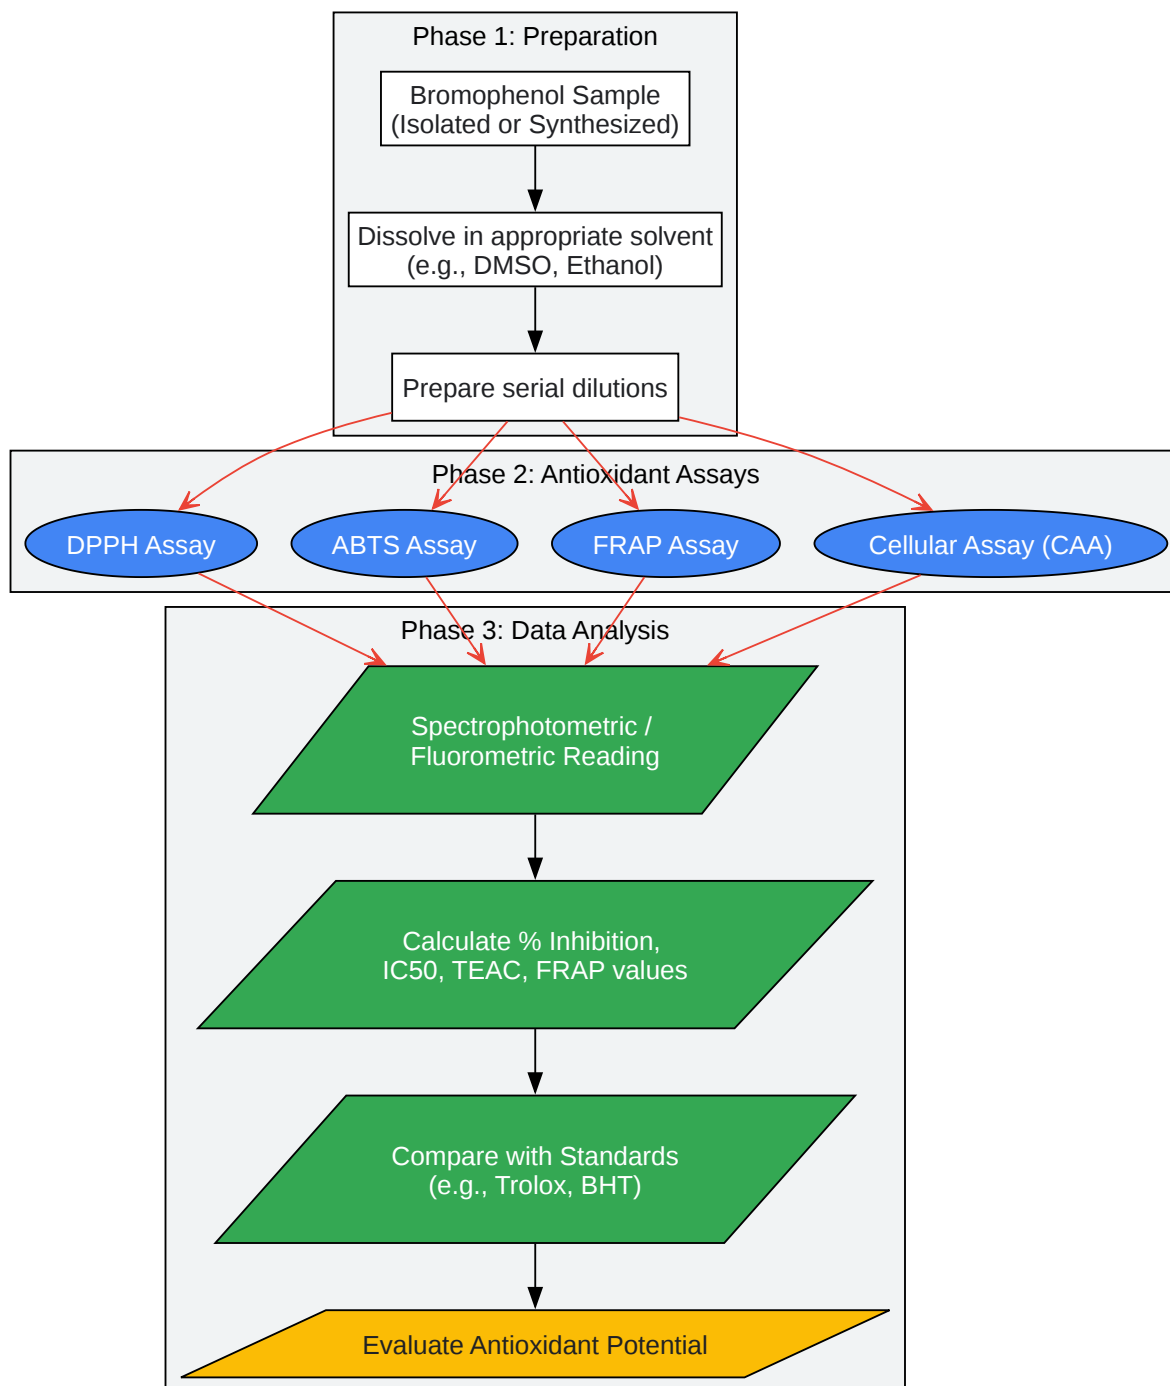 Phase 1: Preparation
Bromophenol Sample
(Isolated or Synthesized)
Dissolve in appropriate solvent
(e.g., DMSO, Ethanol)
Prepare serial dilutions
Phase 2: Antioxidant Assays
DPPH Assay
ABTS Assay
FRAP Assay
Cellular Assay (CAA)
Phase 3: Data Analysis
Spectrophotometric /
Fluorometric Reading
Calculate % Inhibition,
IC50, TEAC, FRAP values
Compare with Standards
(e.g., Trolox, BHT)
Evaluate Antioxidant Potential